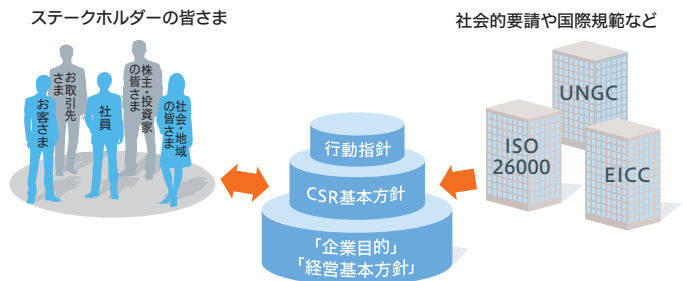 ステークホルダーの皆さま
社会的要請や国際規範など
お客さま
お取引先
さま
社員
株主・投資家
の皆さま
社会・地域
の皆さま
行動指針
CSR基本方針
「企業目的」
「経営基本方針」
UNGC
ISO
26000
EICC